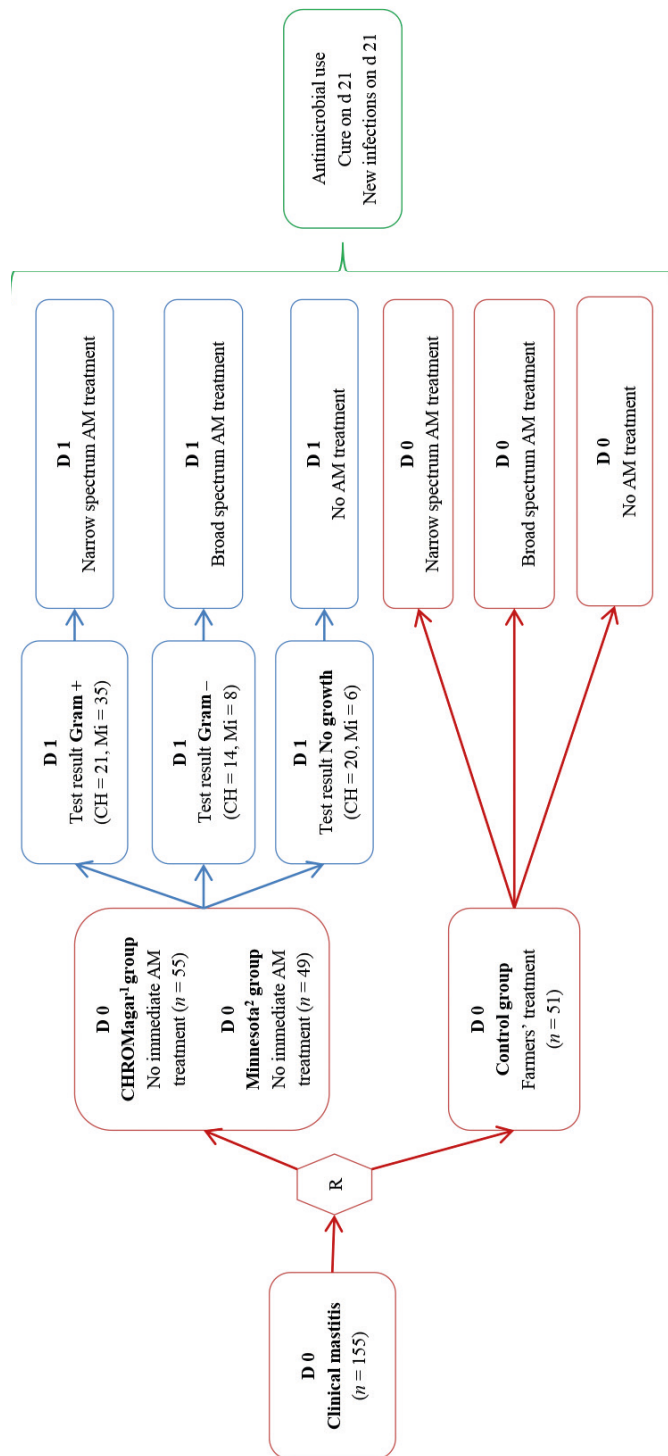 D 0
Clinical mastitis
(n = 155)
R
D 0
CHROMagar¹ group
No immediate AM
treatment (n = 55)
D 0
Minnesota² group
No immediate AM
treatment (n = 49)
D 0
Control group
Farmers’ treatment
(n = 51)
D 1
Test result Gram +
(CH = 21, Mi = 35)
D 1
Test result Gram –
(CH = 14, Mi = 8)
D 1
Test result No growth
(CH = 20, Mi = 6)
D 1
Narrow spectrum AM treatment
D 1
Broad spectrum AM treatment
D 1
No AM treatment
D 0
Narrow spectrum AM treatment
D 0
Broad spectrum AM treatment
D 0
No AM treatment
Antimicrobial use
Cure on d 21
New infections on d 21